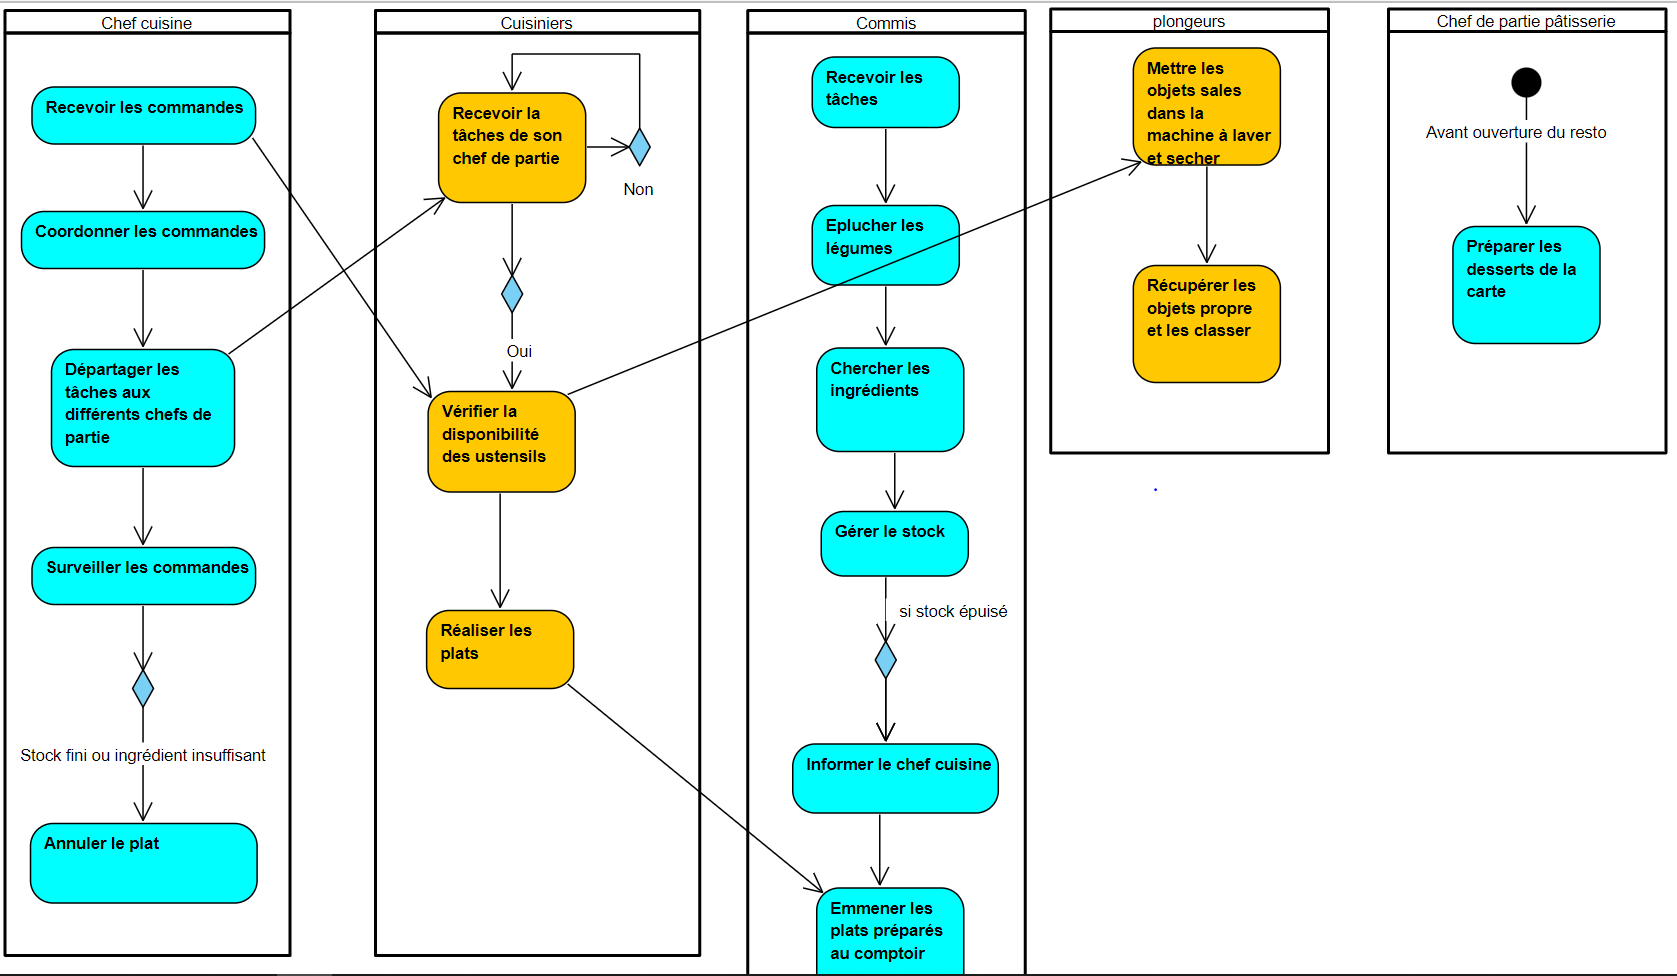 Chef cuisine
Recevoir les commandes
Coordonner les commandes
Départager les
tâches aux
différents chefs de
partie
Surveiller les commandes
Stock fini ou ingrédient insuffisant
Annuler le plat
Cuisiniers
Recevoir la
tâches de son
chef de partie
Non
Oui
Vérifier la
disponibilité
des ustensils
Réaliser les
plats
Commis
Recevoir les
tâches
Eplucher les
légumes
Chercher les
ingrédients
Gérer le stock
si stock épuisé
Informer le chef cuisine
Emmener les
plats préparés
au comptoir
plongeurs
Mettre les
objets sales
dans la
machine à laver
et secher
Récupérer les
objets propre
et les classer
Chef de partie pâtisserie
Avant ouverture du resto
Préparer les
desserts de la
carte